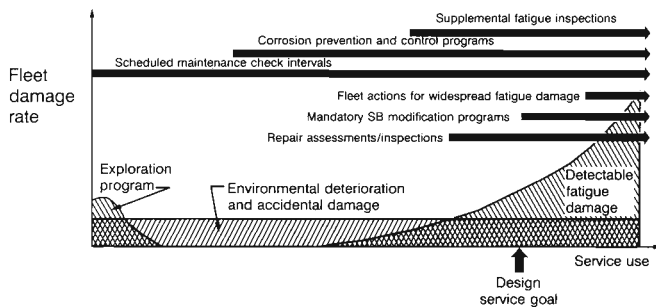 Supplemental fatigue inspections
Corrosion prevention and control programs
Scheduled maintenance check intervals
Fleet
damage
rate
Fleet actions for widespread fatigue damage
Mandatory SB modification programs
Repair assessments/inspections
Exploration
program
Environmental deterioration
and accidental damage
Detectable
fatigue
damage
Service use
Design
service goal